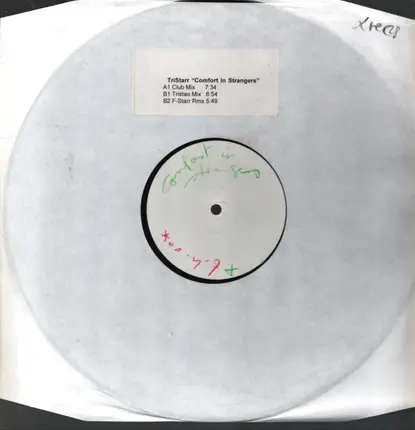 TriStarr "Comfort In Strangers"
A1 Club Mix 7:34
B1 Tristao Mix 6:54
B2 F-Starr Rmx 5:49
comfort in
strangers